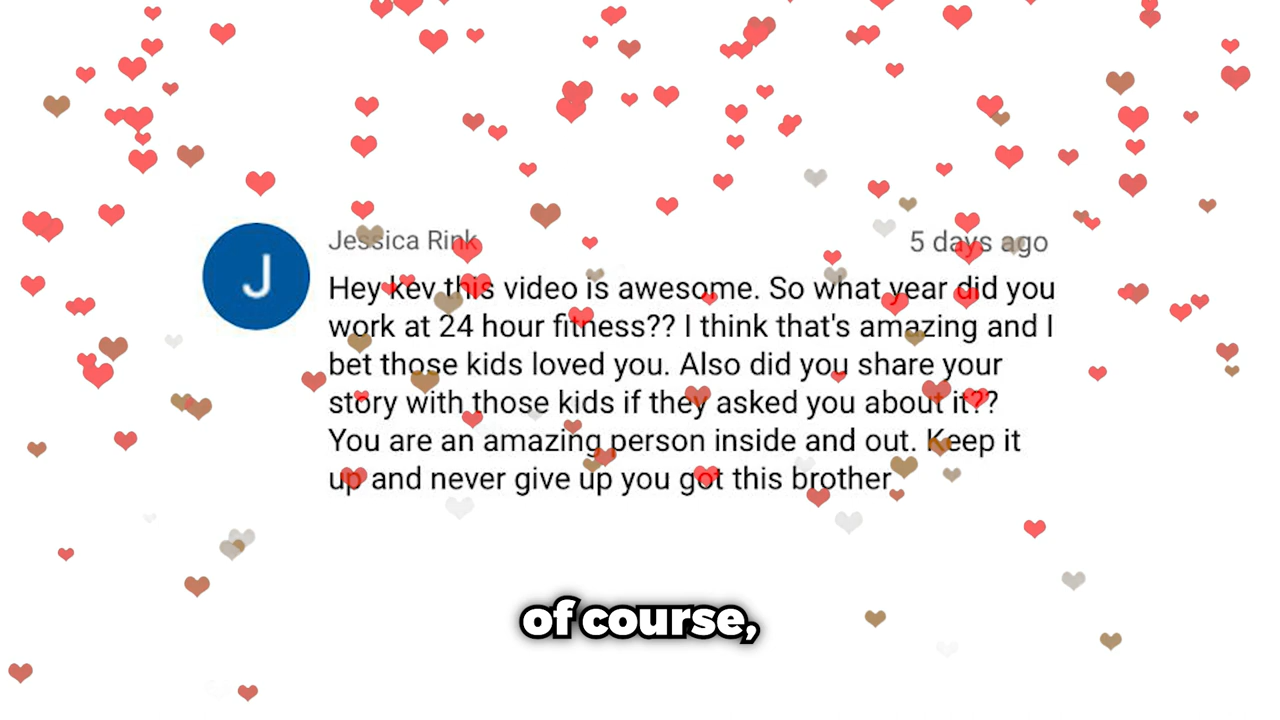 J
Jessica Rink
5 days ago
Hey kev this video is awesome. So what year did you
work at 24 hour fitness?? I think that's amazing and I
bet those kids loved you. Also did you share your
story with those kids if they asked you about it??
You are an amazing person inside and out. Keep it
up and never give up you got this brother
of course,